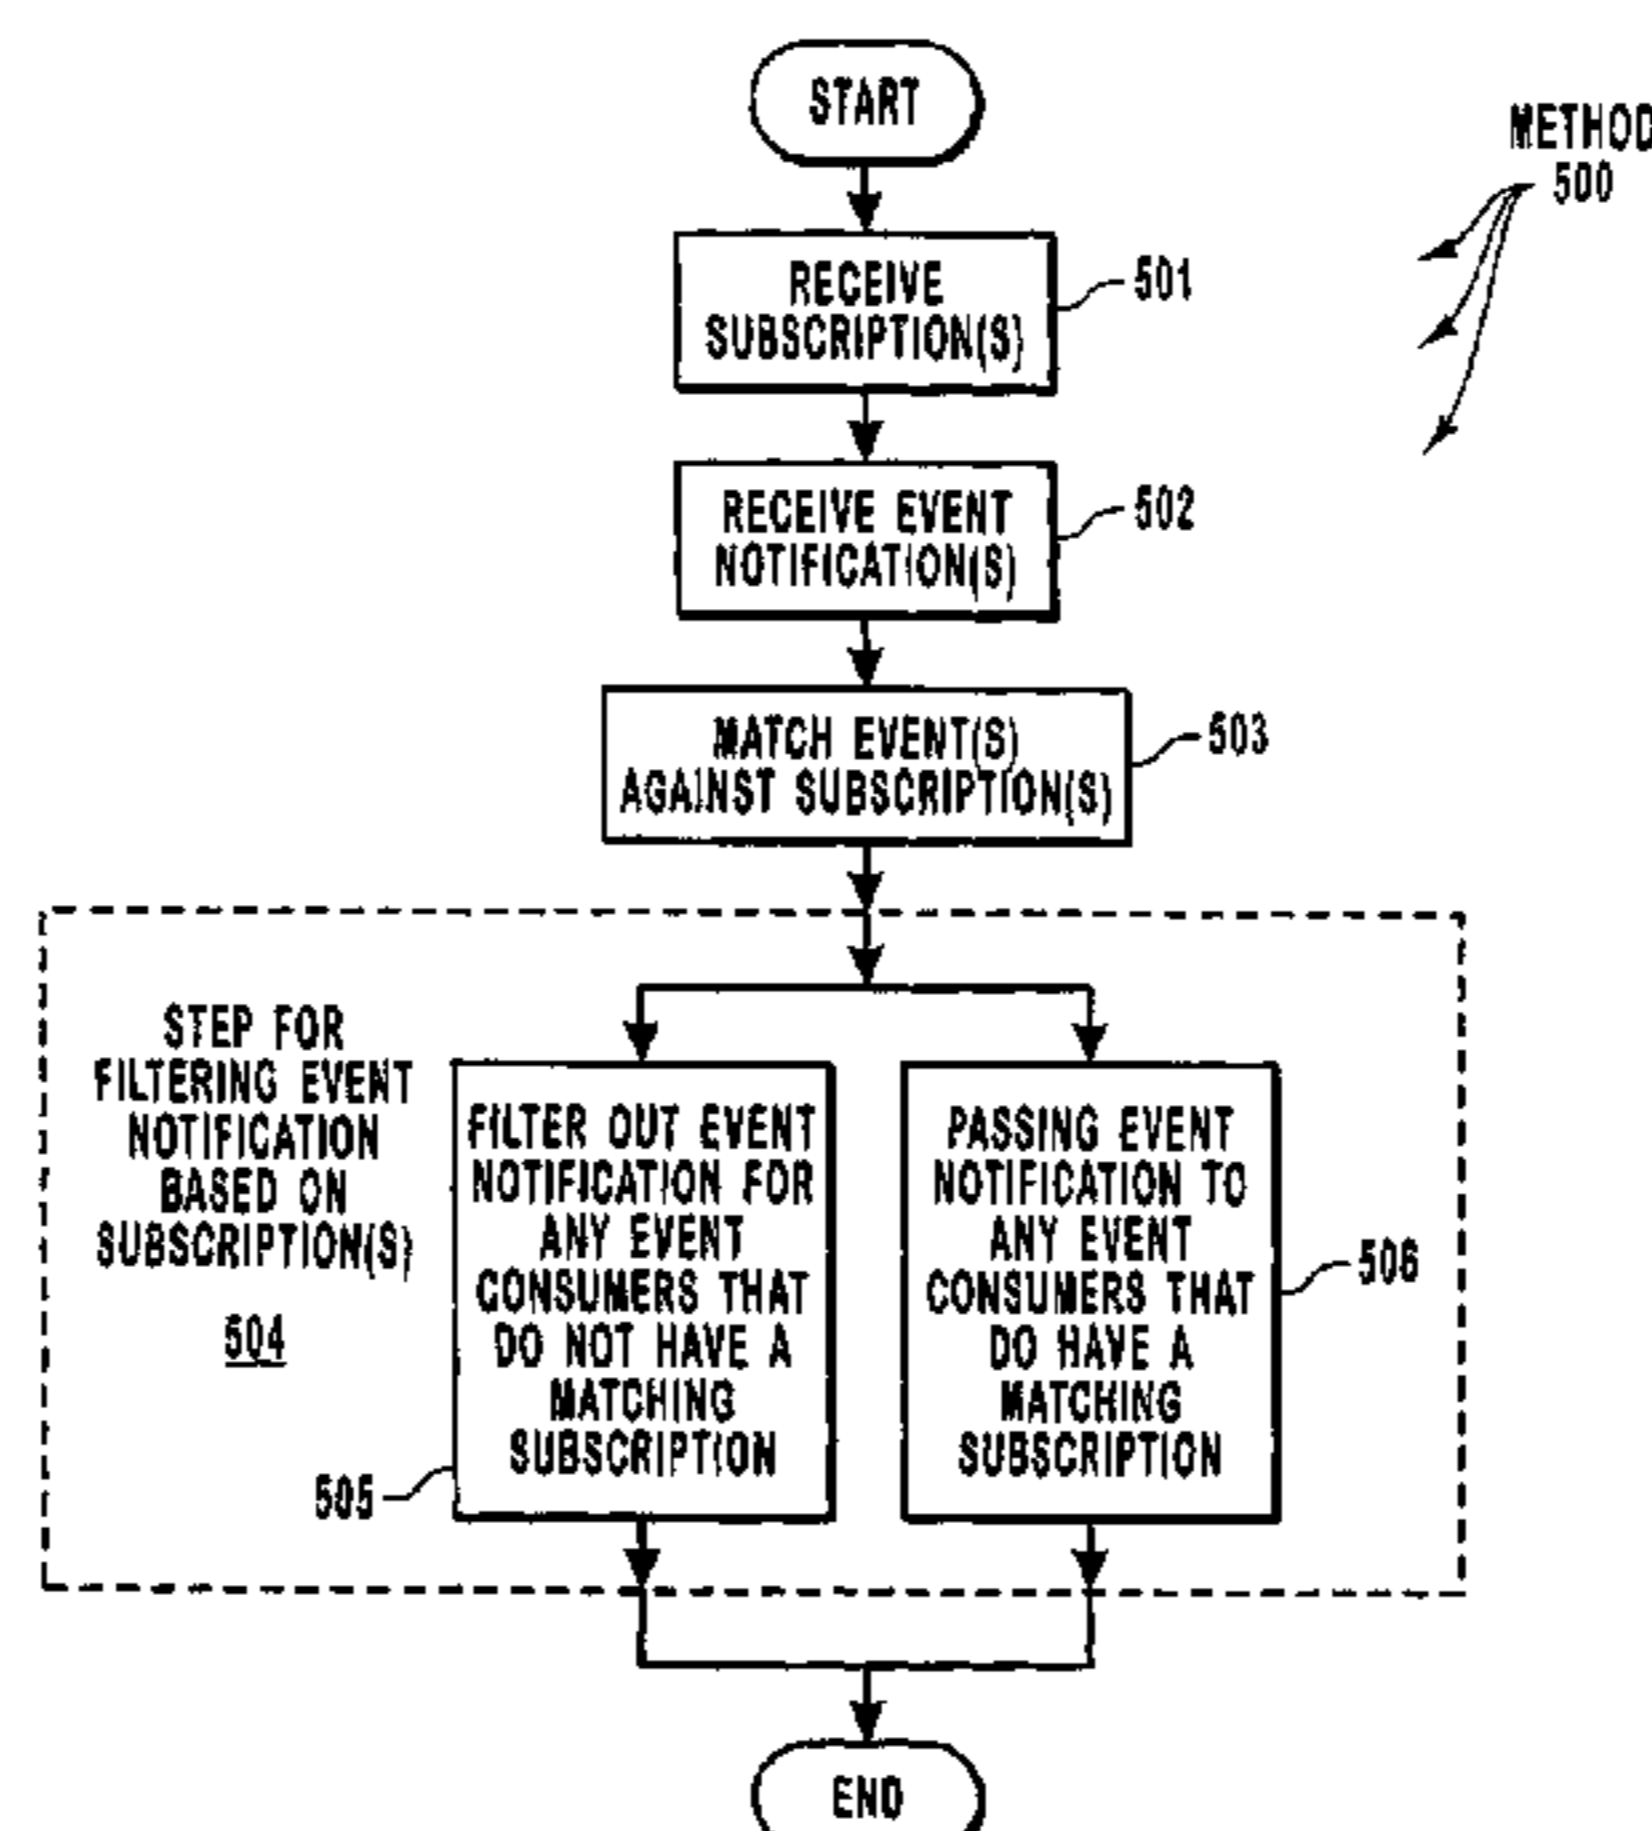 START
METHOD
500
RECEIVE
SUBSCRIPTION(S)
501
RECEIVE EVENT
NOTIFICATION(S)
502
MATCH EVENT(S)
AGAINST SUBSCRIPTION(S)
503
STEP FOR
FILTERING EVENT
NOTIFICATION
BASED ON
SUBSCRIPTION(S)
504
FILTER OUT EVENT
NOTIFICATION FOR
ANY EVENT
CONSUMERS THAT
DO NOT HAVE A
MATCHING
SUBSCRIPTION
505
PASSING EVENT
NOTIFICATION TO
ANY EVENT
CONSUMERS THAT
DO HAVE A
MATCHING
SUBSCRIPTION
506
END